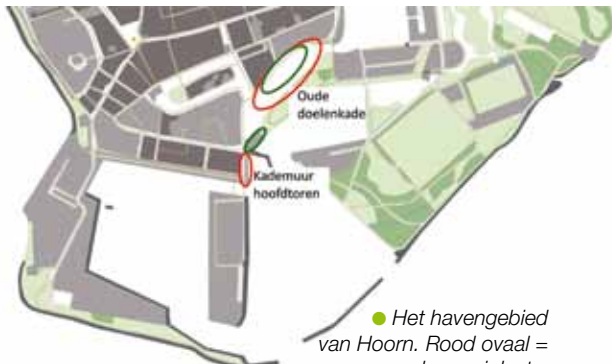 Oude
doelenkade
Kademuur
hoofdtoren
Het havengebied
van Hoorn. Rood ovaal =